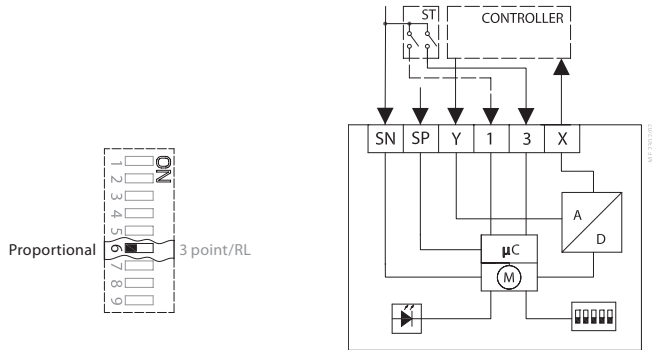 ST
CONTROLLER
SN SP Y 1 3 X
A
D
μC
M
ON
1
2
3
4
5
6
7
8
9
Proportional
3 point/RL